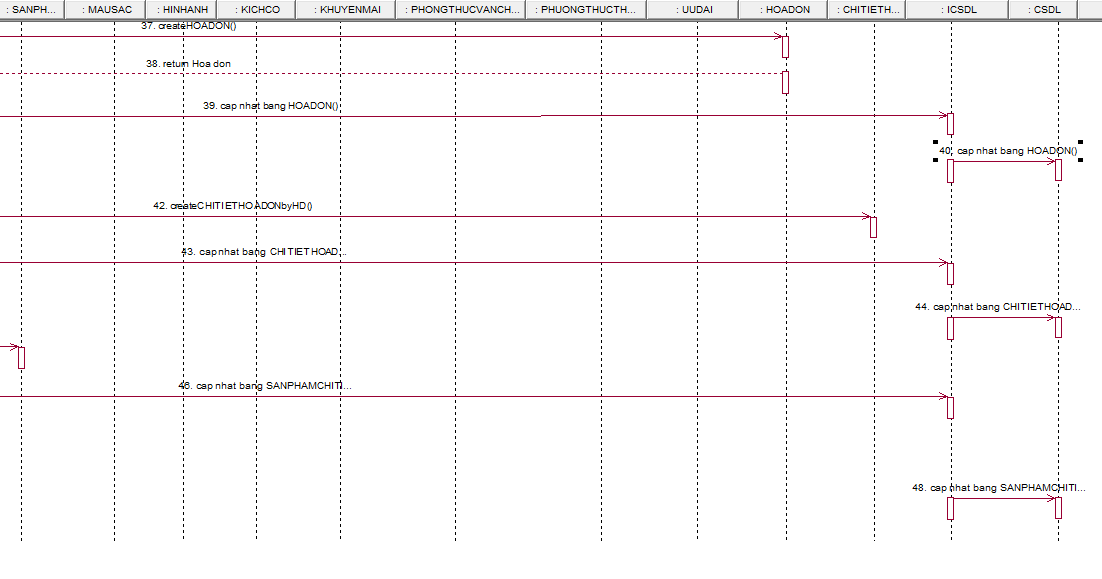 : SANPH...
: MAUSAC
: HINHANH
: KICHCO
: KHUYENMAI
: PHONGTHUCVANCH...
: PHUONGTHUCTH...
: UUDAI
: HOADON
: CHITIETH...
: ICSDL
: CSDL
37. createHOADON()
38. return Hoa don
39. cap nhat bang HOADON()
40. cap nhat bang HOADON()
42. createCHITIETHOADONbyHD()
43. cap nhat bang CHITIETHOAD...
44. cap nhat bang CHITIETHOAD...
46. cap nhat bang SANPHAMCHITI...
48. cap nhat bang SANPHAMCHITI...